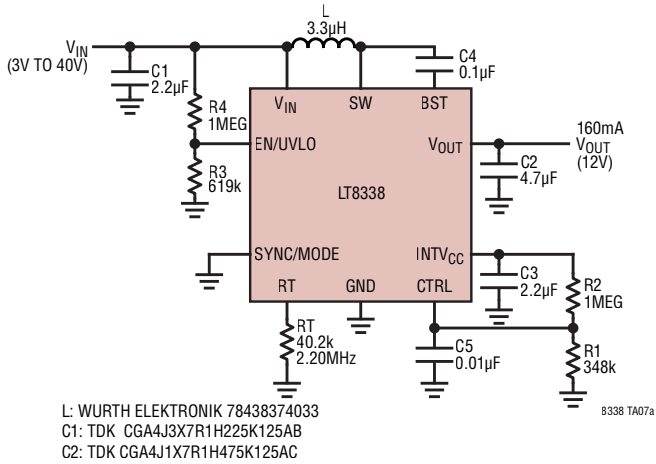 L
3.3µH
VIN
(3V TO 40V)
C1
2.2µF
C4
0.1µF
R4
1MEG
VIN
SW
BST
EN/UVLO
VOUT
160mA
VOUT
(12V)
C2
4.7µF
R3
619k
LT8338
SYNC/MODE
INTVCC
RT
GND
CTRL
C3
2.2µF
R2
1MEG
RT
40.2k
2.20MHz
C5
0.01µF
R1
348k
8338 TA07a
L: WURTH ELEKTRONIK 78438374033
C1: TDK CGA4J3X7R1H225K125AB
C2: TDK CGA4J1X7R1H475K125AC